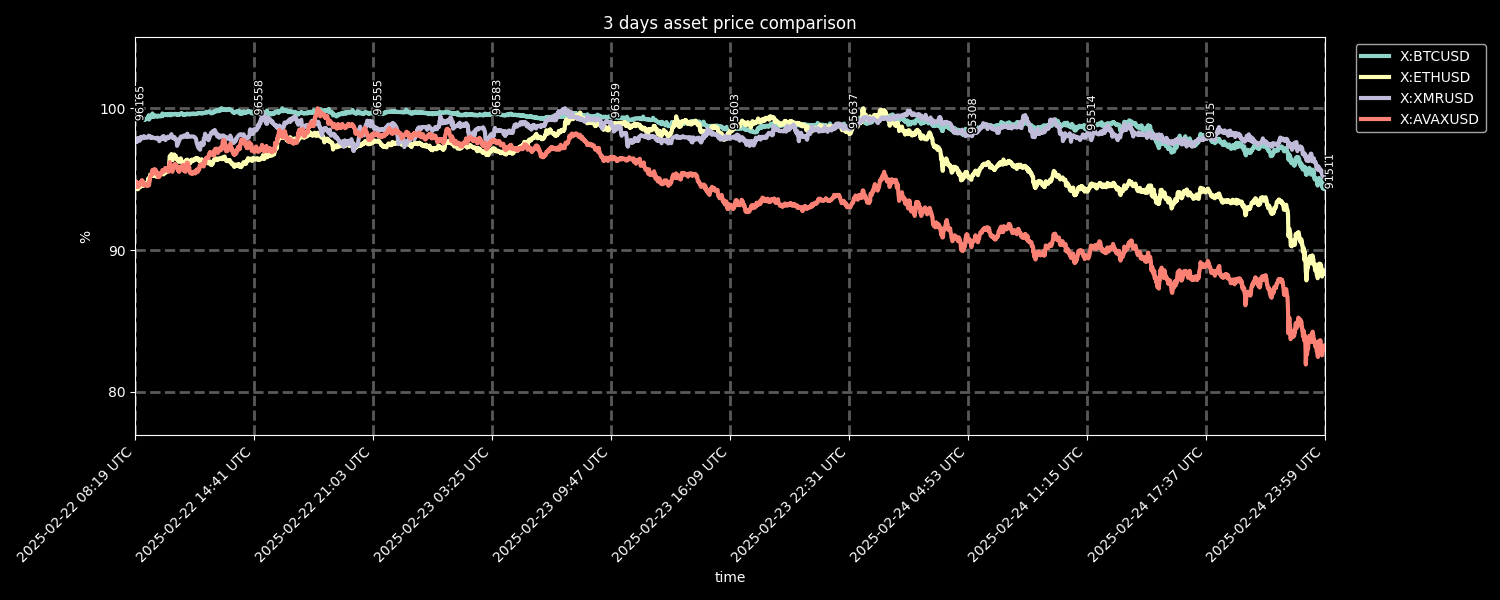 3 days asset price comparison
X:BTCUSD
X:ETHUSD
X:XMRUSD
X:AVAXUSD
100
90
80
%
96165
96558
96555
96583
96359
95603
95637
95308
95514
95015
91511
2025-02-22 08:19 UTC
2025-02-22 14:41 UTC
2025-02-22 21:03 UTC
2025-02-23 03:25 UTC
2025-02-23 09:47 UTC
2025-02-23 16:09 UTC
2025-02-23 22:31 UTC
2025-02-24 04:53 UTC
2025-02-24 11:15 UTC
2025-02-24 17:37 UTC
2025-02-24 23:59 UTC
time